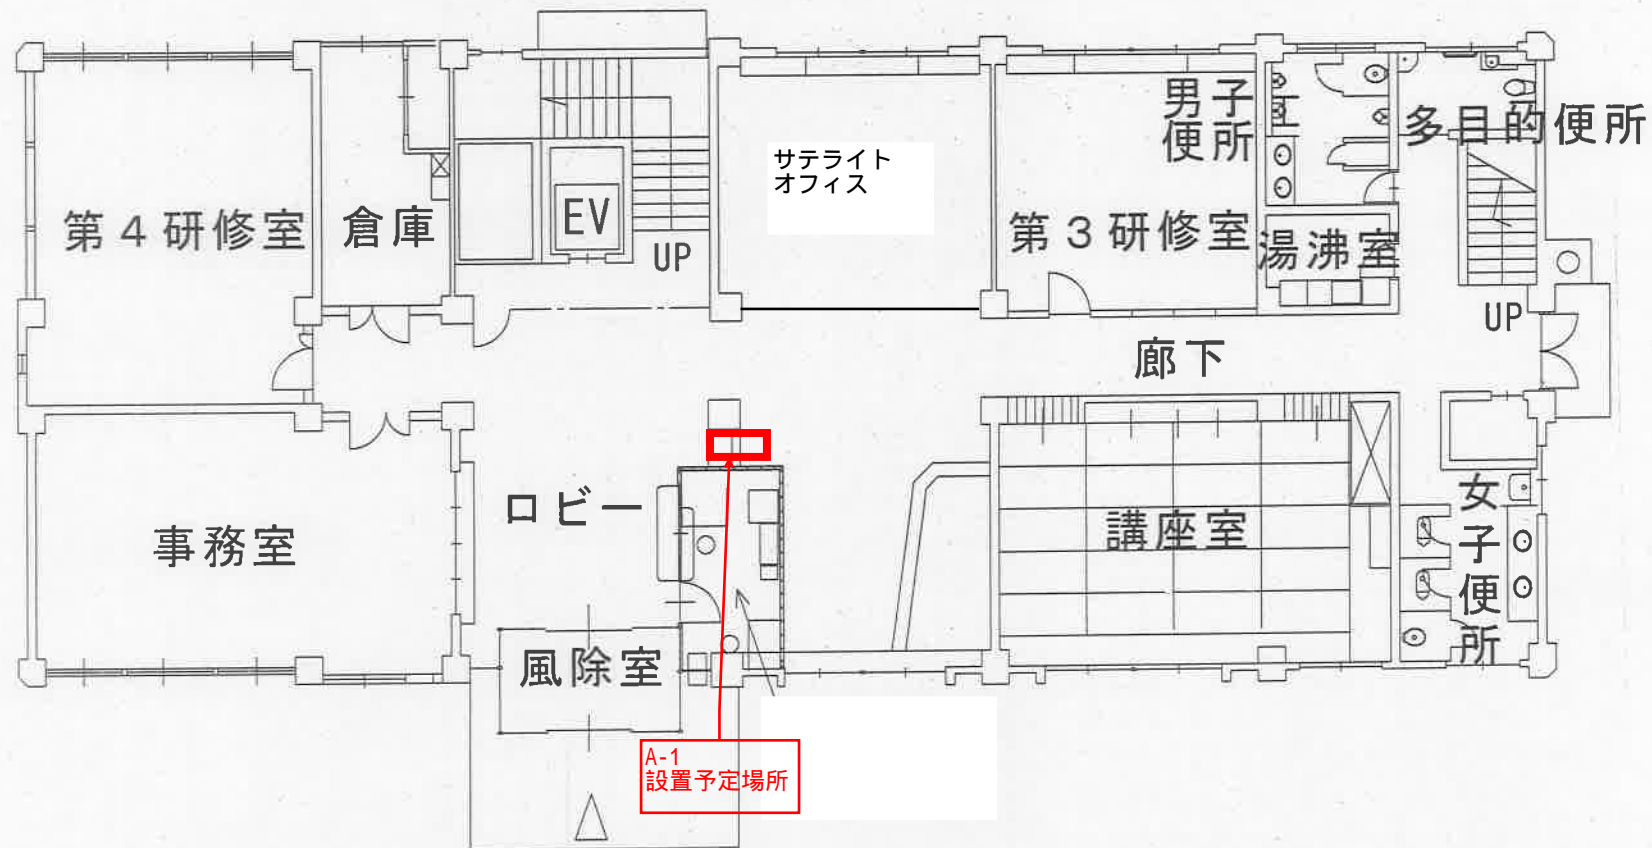 男子
便所
多目的便所
サテライト
オフィス
第４研修室
倉庫
EV
UP
第３研修室
湯沸室
UP
廊下
ロビー
事務室
講座室
女子便所
風除室
A-1
設置予定場所